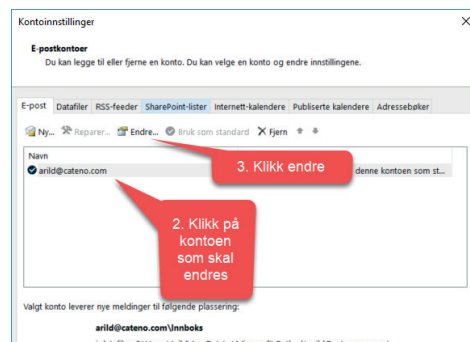 Kontoinnstillinger
E-postkontoer
Du kan legge til eller fjerne en konto. Du kan velge en konto og endre innstillingene.
E-post Datafiler RSS-feeder SharePoint-lister Internett-kalendere Publiserte kalendere Adressebøker
Ny... Reparer... Endre... Bruk som standard Fjern
Navn
arild@cateno.com
denne kontoen som st...
3. Klikk endre
2. Klikk på
kontoen
som skal
endres
Valgt konto leverer nye meldinger til følgende plassering:
arild@cateno.com\Innboks